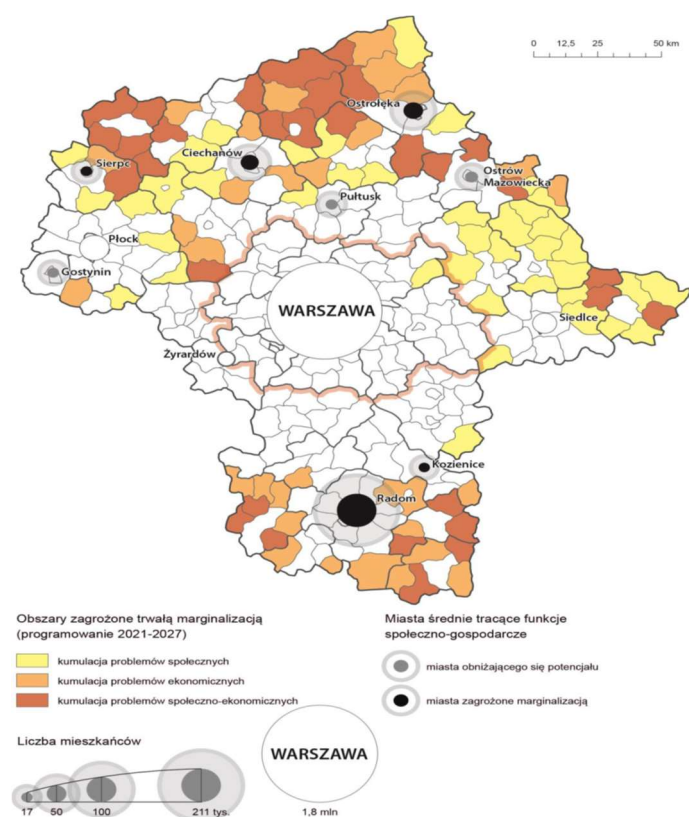 0 12,5 25 50 km
Ostrołęka
Ciechanów
Sierpc
Ostrów
Mazowiecka
Pułtusk
Płock
Gostynin
WARSZAWA
Siedlce
Żyrardów
Kozienice
Radom
Obszary zagrożone trwałą marginalizacją
(programowanie 2021-2027)
kumulacja problemów społecznych
kumulacja problemów ekonomicznych
kumulacja problemów społeczno-ekonomicznych
Miasta średnie tracące funkcje
społeczno-gospodarcze
miasta obniżającego się potencjału
miasta zagrożone marginalizacją
Liczba mieszkańców
17 50 100 211 tys.
WARSZAWA
1,8 mln